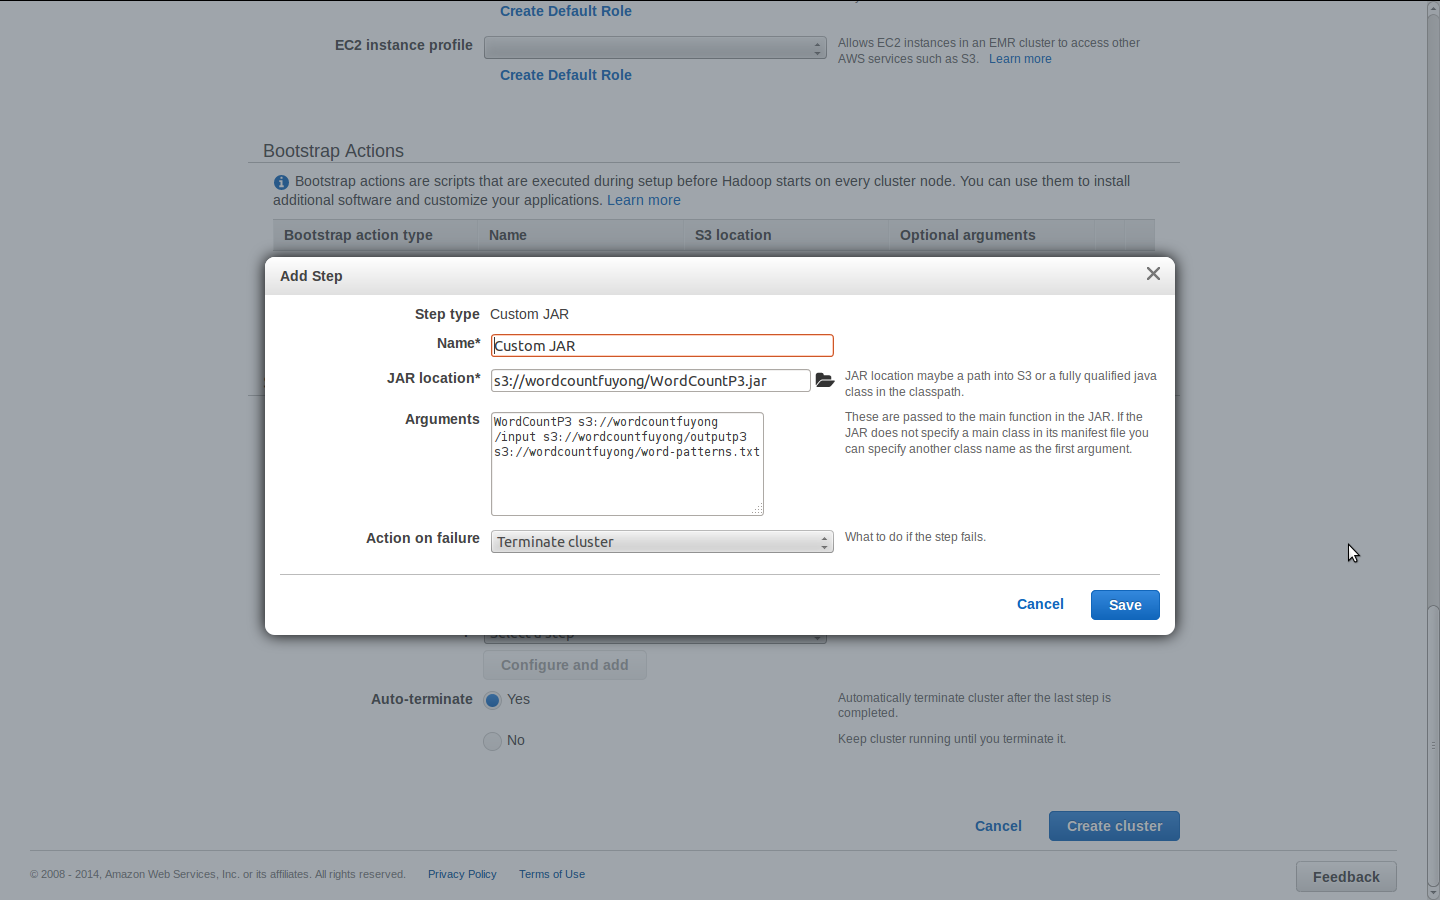 Create Default Role
EC2 instance profile
Allows EC2 instances in an EMR cluster to access other
AWS services such as S3. Learn more
Create Default Role
Bootstrap Actions
Bootstrap actions are scripts that are executed during setup before Hadoop starts on every cluster node. You can use them to install
additional software and customize your applications. Learn more
Bootstrap action type Name S3 location Optional arguments
Add Step
Step type Custom JAR
Name* Custom JAR
JAR location* s3://wordcountfuyong/WordCountP3.jar
JAR location maybe a path into S3 or a fully qualified java
class in the classpath.
Arguments
WordCountP3 s3://wordcountfuyong
/input s3://wordcountfuyong/outputp3
s3://wordcountfuyong/word-patterns.txt
These are passed to the main function in the JAR. If the
JAR does not specify a main class in its manifest file you
can specify another class name as the first argument.
Action on failure Terminate cluster
What to do if the step fails.
Cancel Save
Configure and add
Auto-terminate Yes
Automatically terminate cluster after the last step is
completed.
No
Keep cluster running until you terminate it.
Cancel Create cluster
© 2008 - 2014, Amazon Web Services, Inc. or its affiliates. All rights reserved. Privacy Policy Terms of Use
Feedback